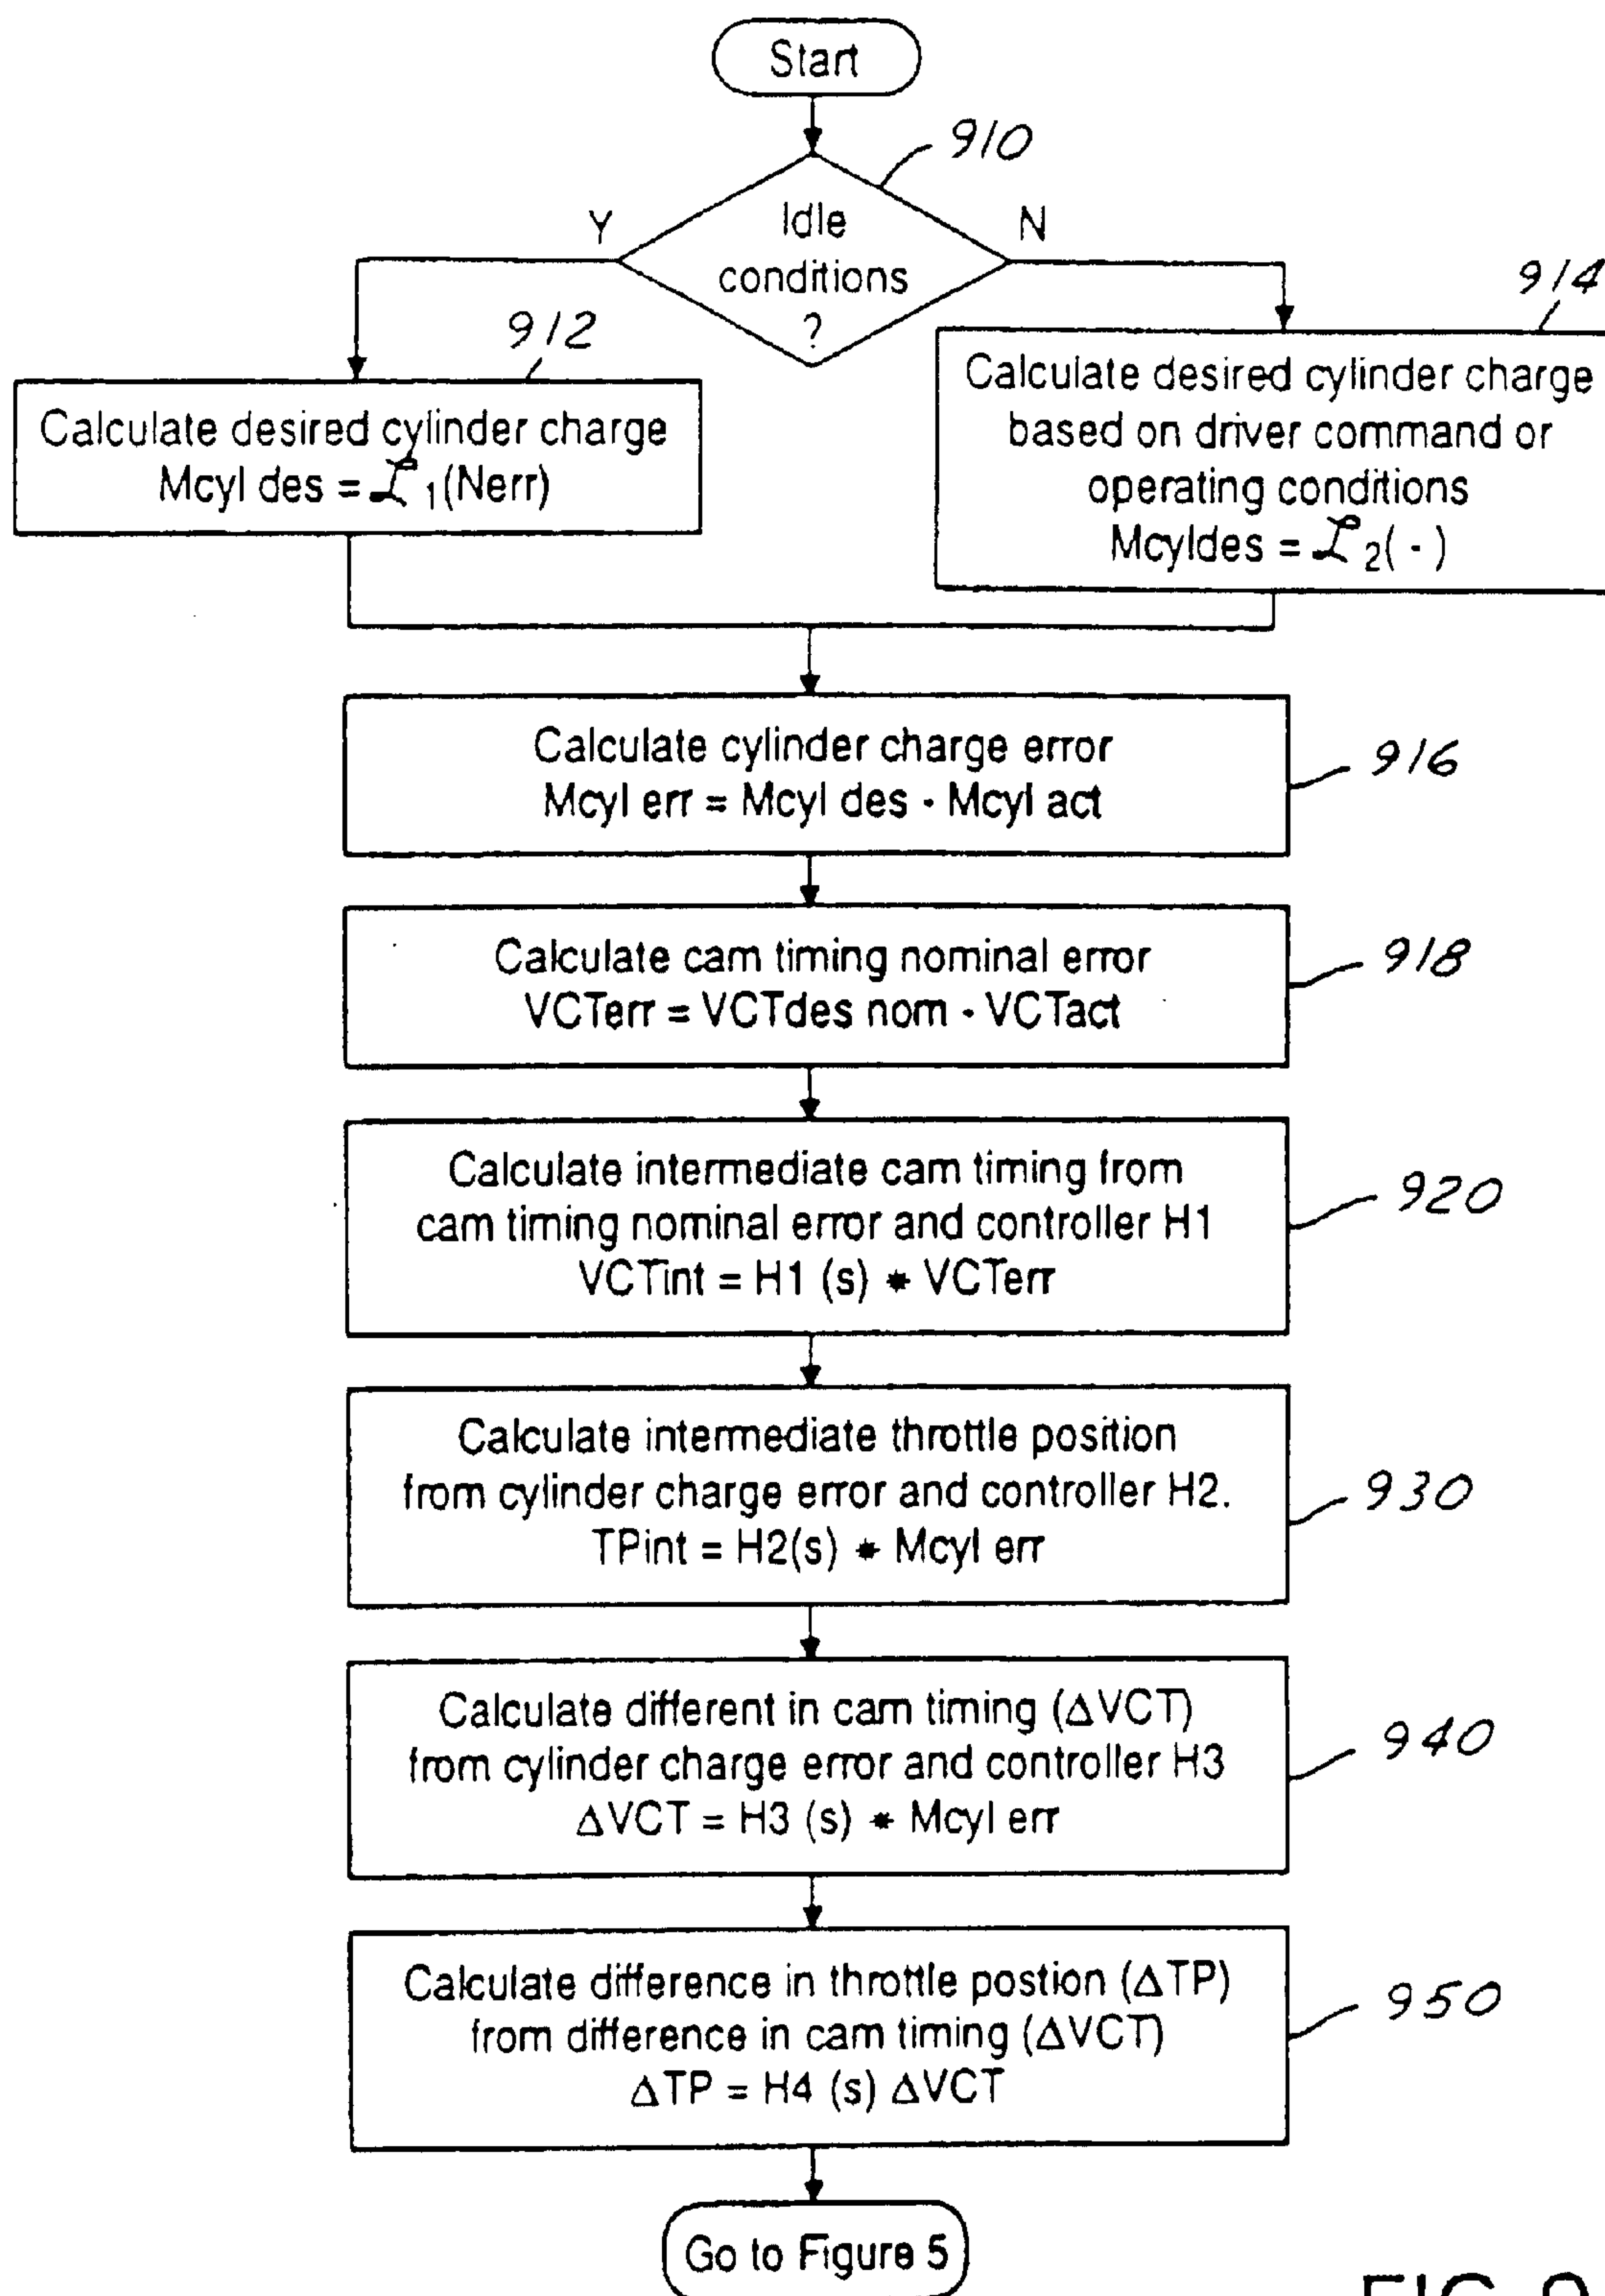 Start
910
Y
Idle
conditions
?
N
912
914
Calculate desired cylinder charge
Mcyl des = ℒ1(Nerr)
Calculate desired cylinder charge
based on driver command or
operating conditions
Mcyldes = ℒ2( · )
Calculate cylinder charge error
Mcyl err = Mcyl des - Mcyl act
916
Calculate cam timing nominal error
VCTerr = VCTdes nom - VCTact
918
Calculate intermediate cam timing from
cam timing nominal error and controller H1
VCTint = H1 (s) * VCTerr
920
Calculate intermediate throttle position
from cylinder charge error and controller H2.
TPint = H2(s) * Mcyl err
930
Calculate different in cam timing (ΔVCT)
from cylinder charge error and controller H3
ΔVCT = H3 (s) * Mcyl err
940
Calculate difference in throttle postion (ΔTP)
from difference in cam timing (ΔVCT)
ΔTP = H4 (s) ΔVCT
950
Go to Figure 5